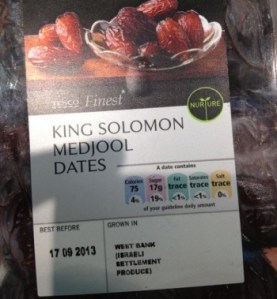 TESCO Finest*
NURTURE
KING SOLOMON
MEDJOOL
DATES
A date contains
Calories Sugar Fat Saturates Salt
75 17g trace trace trace
4% 19% <1% <1% 0%
of your guideline daily amount
BEST BEFORE
GROWN IN
17 09 2013
WEST BANK
(ISRAELI
SETTLEMENT
PRODUCE)